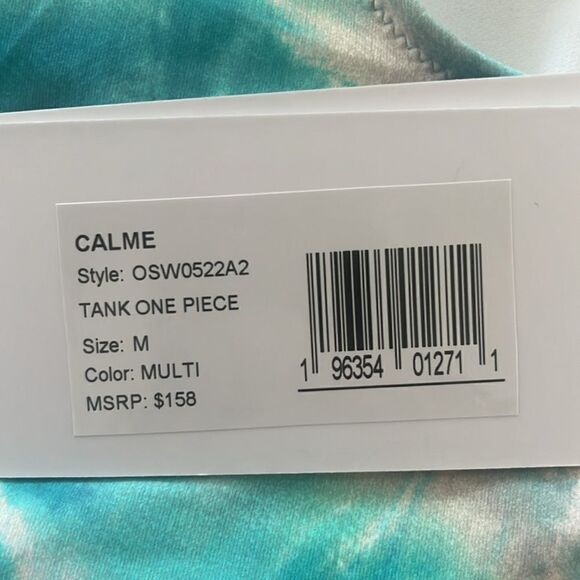 CALME
Style: OSW0522A2
TANK ONE PIECE
Size: M
Color: MULTI
MSRP: $158
1 96354 01271 1